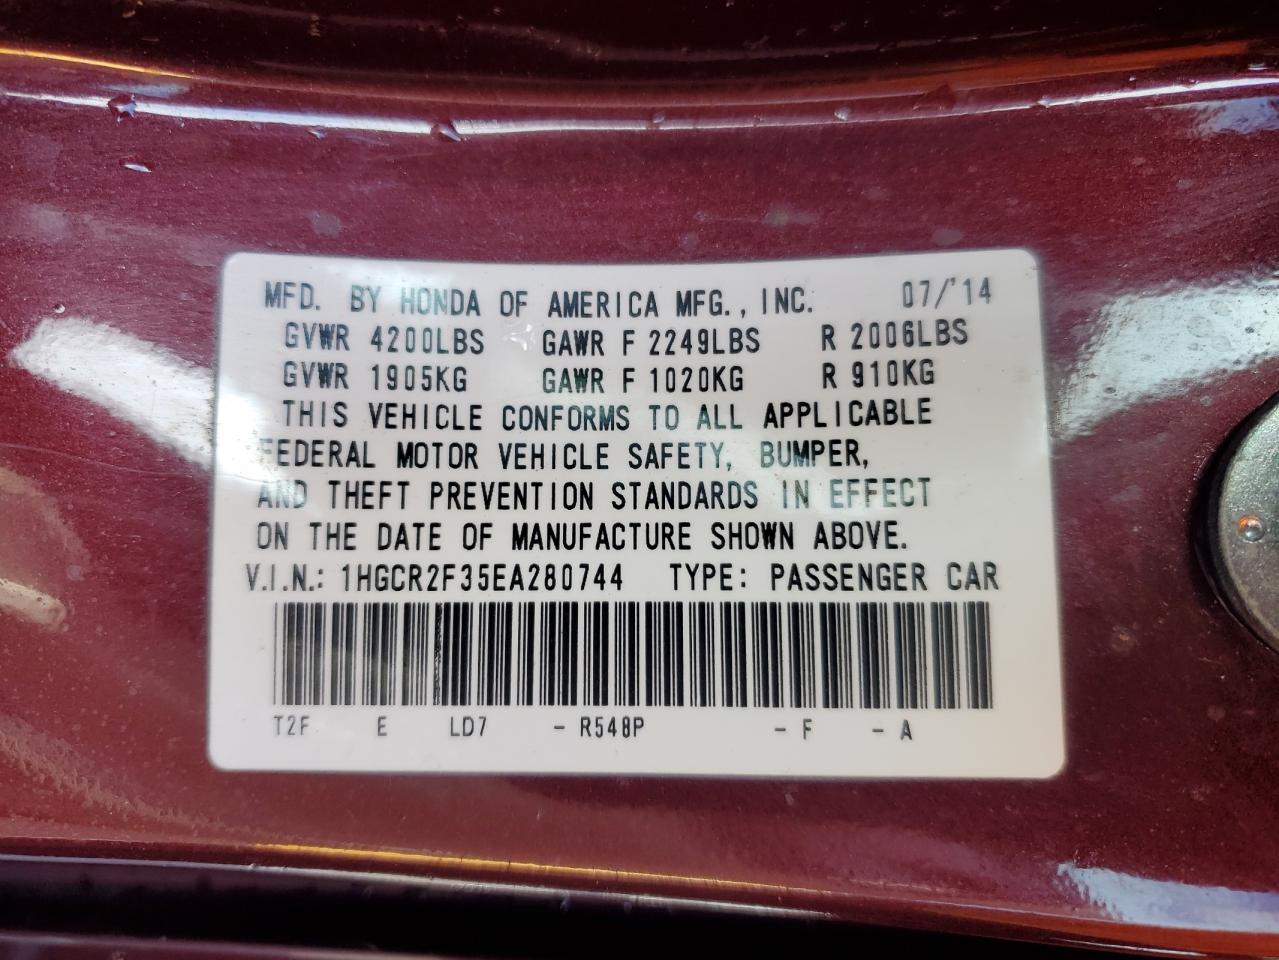 MFD. BY HONDA OF AMERICA MFG., INC. 07/'14
GVWR 4200LBS GAWR F 2249LBS R 2006LBS
GVWR 1905KG GAWR F 1020KG R 910KG
THIS VEHICLE CONFORMS TO ALL APPLICABLE
FEDERAL MOTOR VEHICLE SAFETY, BUMPER,
AND THEFT PREVENTION STANDARDS IN EFFECT
ON THE DATE OF MANUFACTURE SHOWN ABOVE.
V.I.N.: 1HGCR2F35EA280744 TYPE: PASSENGER CAR
T2F E LD7 - R548P - F - A